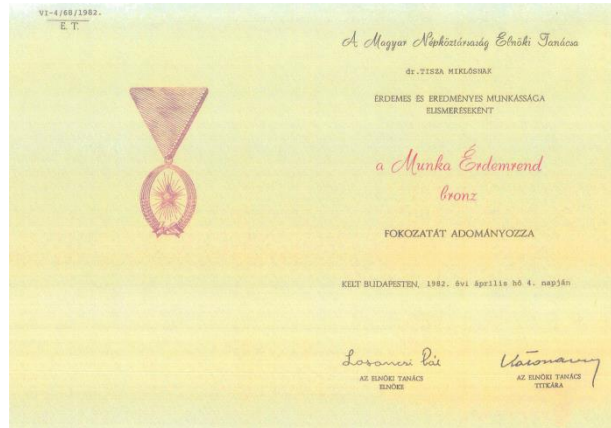 VI-4/68/1982.
E. T.
A Magyar Népköztársaság Elnöki Tanácsa
dr.TISZA MIKLÓSNAK
ÉRDEMES ÉS EREDMÉNYES MUNKÁSSÁGA
ELISMERÉSEKÉNT
a Munka Érdemrend
bronz
FOKOZATÁT ADOMÁNYOZZA
KELT BUDAPESTEN, 1982. évi április hó 4. napján
Losonczi Pál
AZ ELNÖKI TANÁCS
ELNÖKE
AZ ELNÖKI TANÁCS
TITKÁRA